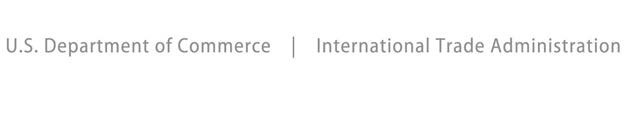 U.S. Department of Commerce | International Trade Administration